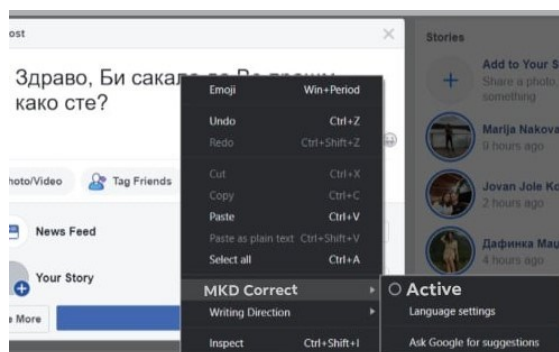 ost
Stories
Здраво, Би
како сте?
Add to Your S
Share a photo
something
Marija Nakova
9 hours ago
Jovan Jole Ko
2 hours ago
Дафинка Мац
4 hours ago
hoto/Video
Tag Friends
News Feed
Your Story
e More
Emoji Win+Period
Undo Ctrl+Z
Redo Ctrl+Shift+Z
Cut Ctrl+X
Copy Ctrl+C
Paste Ctrl+V
Paste as plain text Ctrl+Shift+V
Select all Ctrl+A
MKD Correct
Writing Direction
Inspect Ctrl+Shift+I
Active
Language settings
Ask Google for suggestions